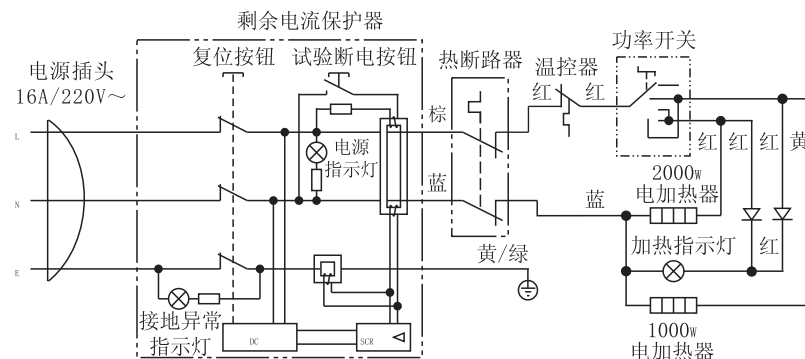 剩余电流保护器
复位按钮
试验断电按钮
电源插头
16A/220V～
热断路器
温控器
功率开关
红
红
棕
L
电源
指示灯
红
红
红
黄
2000W
电加热器
蓝
蓝
N
加热指示灯
红
黄/绿
E
接地异常
指示灯
DC
SCR
1000W
电加热器